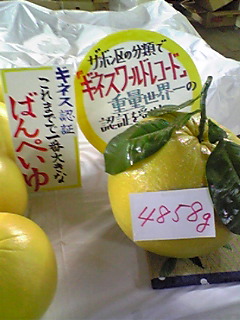 ザボン区の分類で
「ギネスワールドレコード」
重量世界一の
認証を
ギネス認証
これまでで一番大きな
ばんぺいゆ
4858g